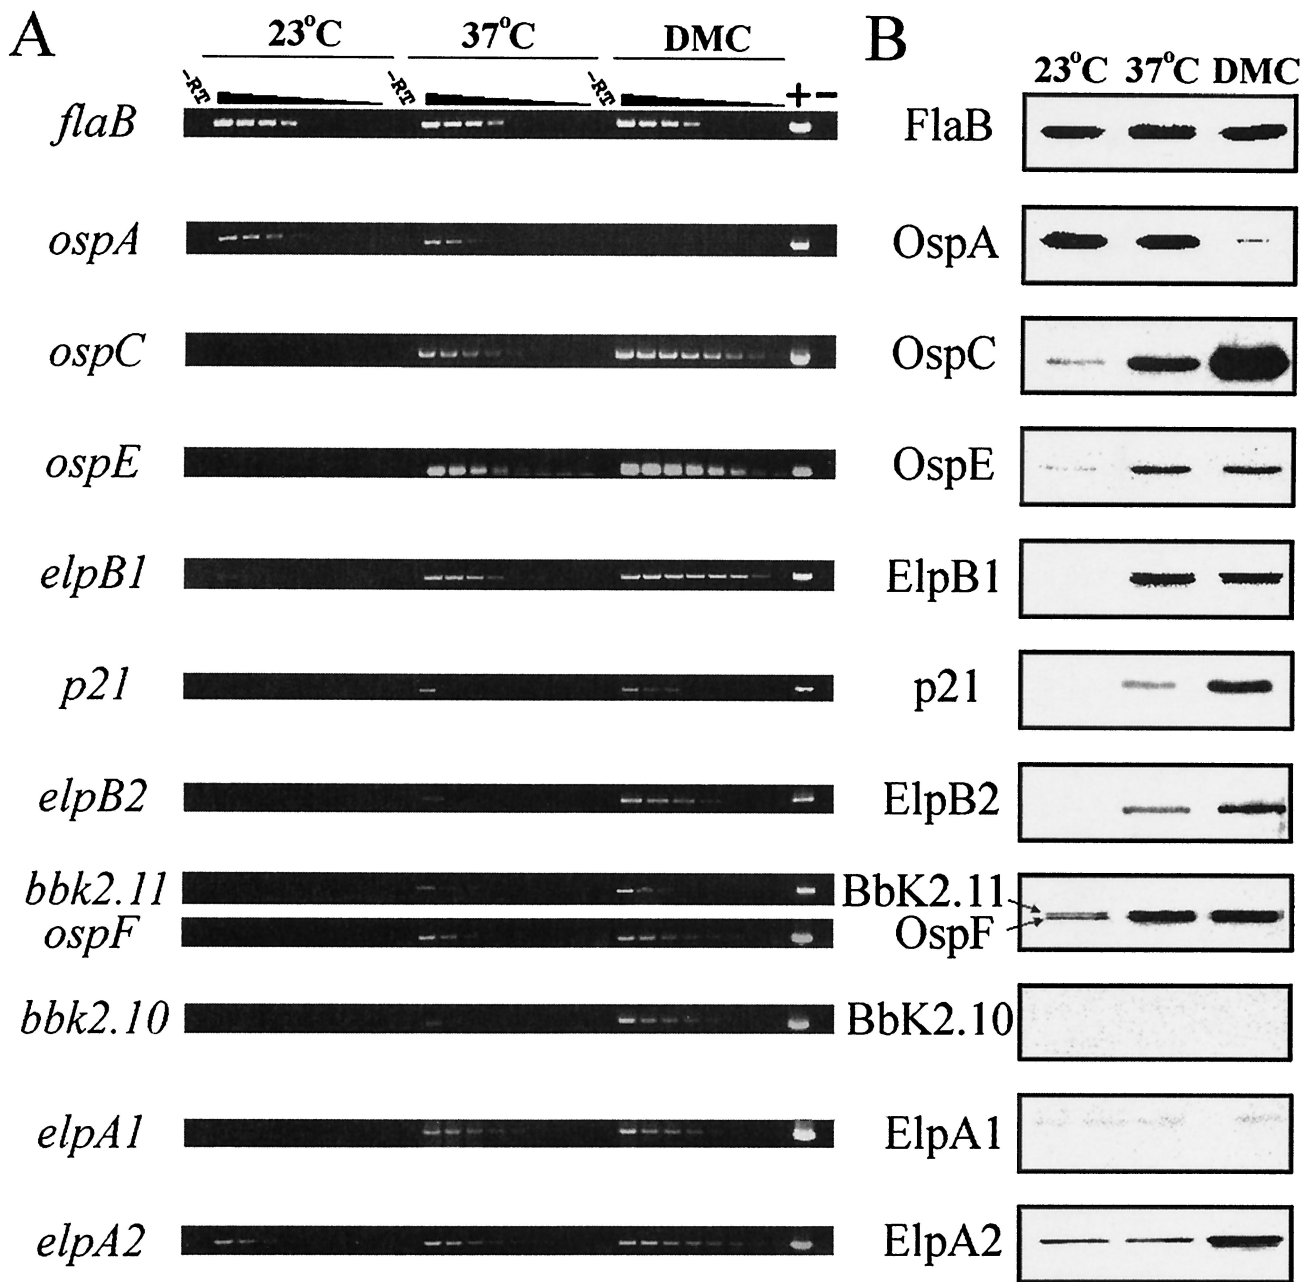 A
23°C 37°C DMC
-RT -RT -RT + −
flaB
ospA
ospC
ospE
elpB1
p21
elpB2
bbk2.11
ospF
bbk2.10
elpA1
elpA2
B
23°C 37°C DMC
FlaB
OspA
OspC
OspE
ElpB1
p21
ElpB2
BbK2.11
OspF
BbK2.10
ElpA1
ElpA2